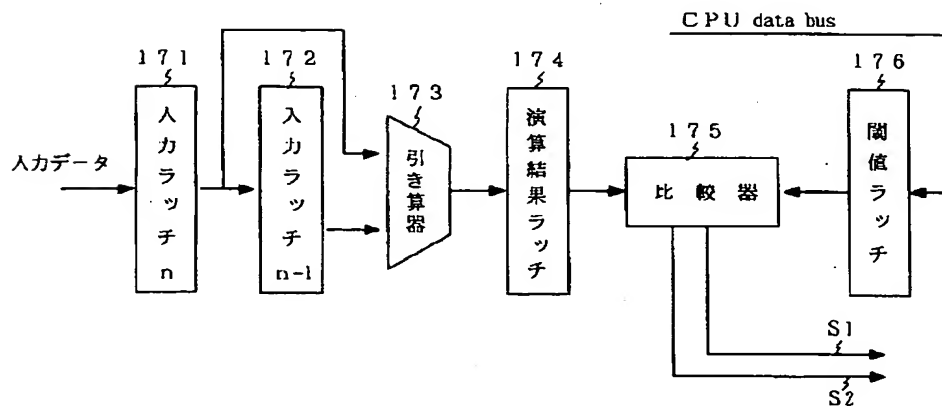 CPU data bus
171
172
173
174
175
176
入力データ
入力ラッチn
入力ラッチn-1
引き算器
演算結果ラッチ
比較器
閾値ラッチ
S1
S2